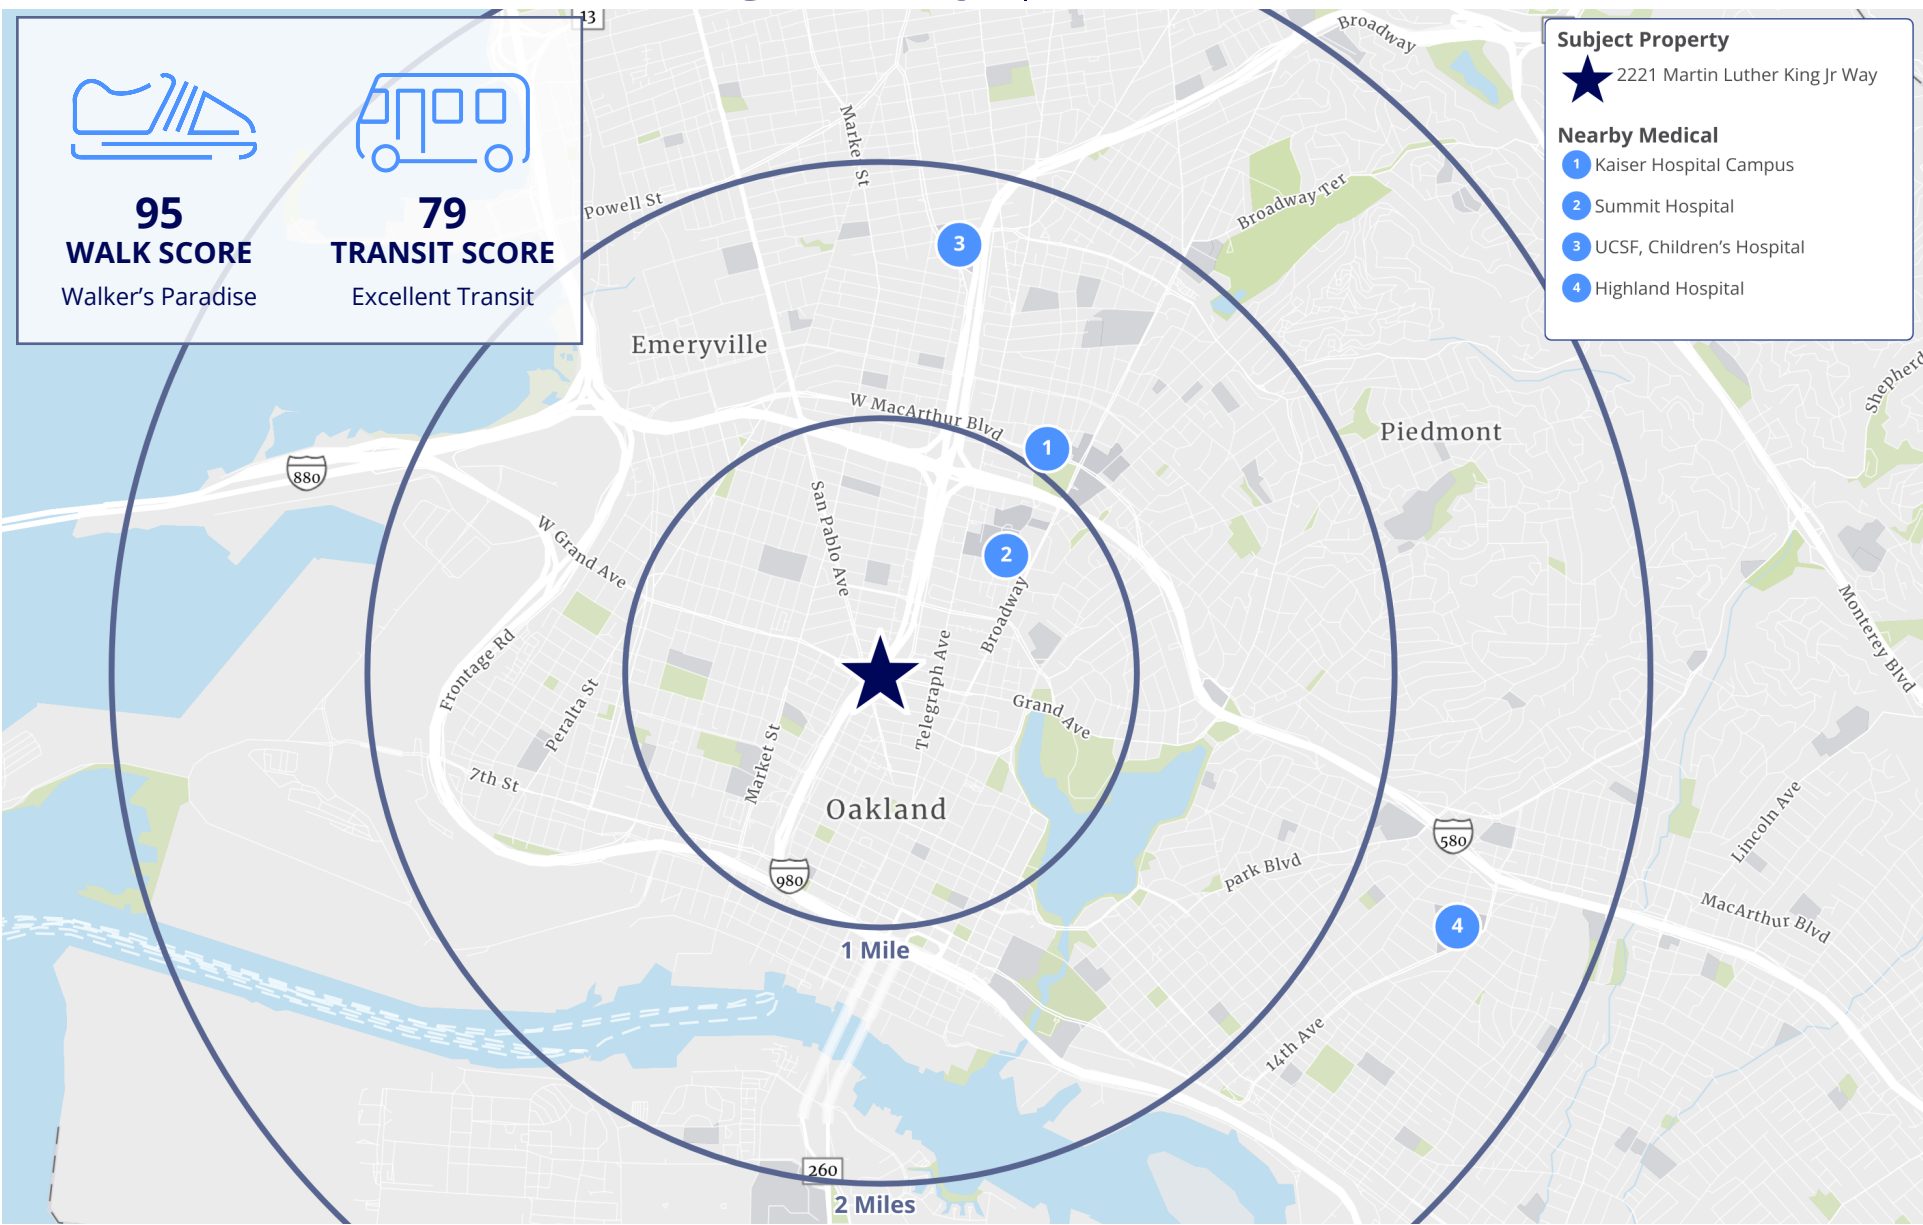 13
Broadway
95
WALK SCORE
Walker’s Paradise
79
TRANSIT SCORE
Excellent Transit
Subject Property
2221 Martin Luther King Jr Way
Nearby Medical
1 Kaiser Hospital Campus
2 Summit Hospital
3 UCSF, Children’s Hospital
4 Highland Hospital
Market St
Powell St
Broadway Ter
3
Emeryville
Shepherd
W MacArthur Blvd
Piedmont
1
880
San Pablo Ave
W Grand Ave
2
Broadway
Monterey Blvd
Frontage Rd
Telegraph Ave
Peralta St
Grand Ave
Market St
7th St
Oakland
Lincoln Ave
580
Park Blvd
980
MacArthur Blvd
4
1 Mile
14th Ave
260
2 Miles